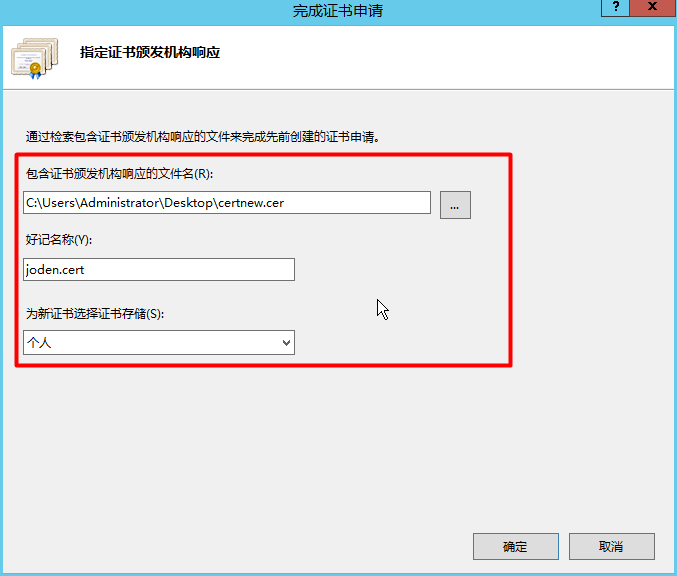 完成证书申请
? x
指定证书颁发机构响应
通过检索包含证书颁发机构响应的文件来完成先前创建的证书申请。
包含证书颁发机构响应的文件名(R):
C:\Users\Administrator\Desktop\certnew.cer
...
好记名称(Y):
joden.cert
为新证书选择证书存储(S):
个人
确定 取消